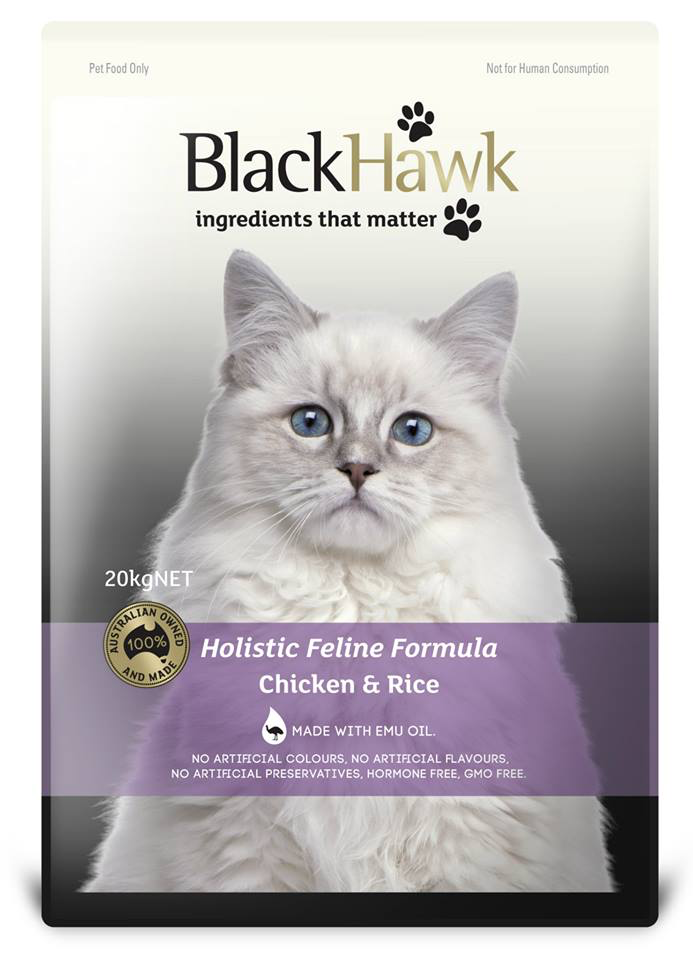 Pet Food Only
Not for Human Consumption
BlackHawk
ingredients that matter
20kgNET
AUSTRALIAN OWNED
100%
AND MADE
Holistic Feline Formula
Chicken & Rice
MADE WITH EMU OIL.
NO ARTIFICIAL COLOURS, NO ARTIFICIAL FLAVOURS,
NO ARTIFICIAL PRESERVATIVES, HORMONE FREE, GMO FREE.